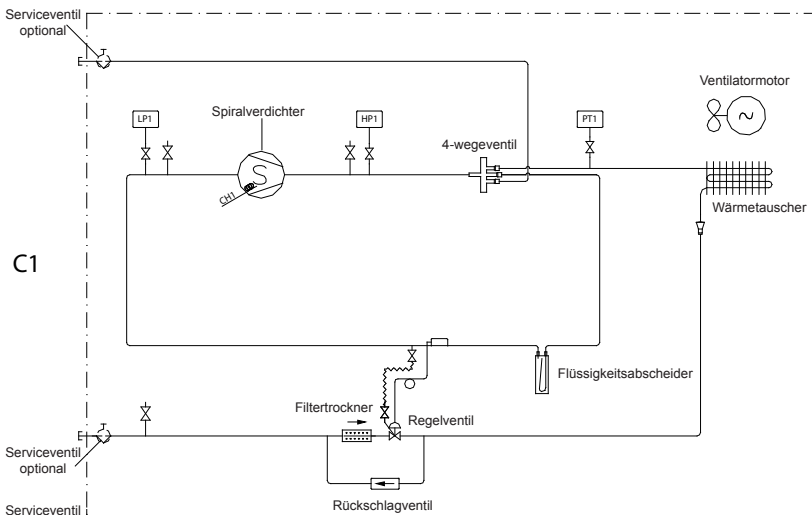 Serviceventil
optional
Ventilatormotor
Spiralverdichter
LP1
HP1
PT1
4-wegeventil
S
CH1
Wärmetauscher
C1
Flüssigkeitsabscheider
Filtertrockner
Regelventil
Serviceventil
optional
Rückschlagventil
Serviceventil